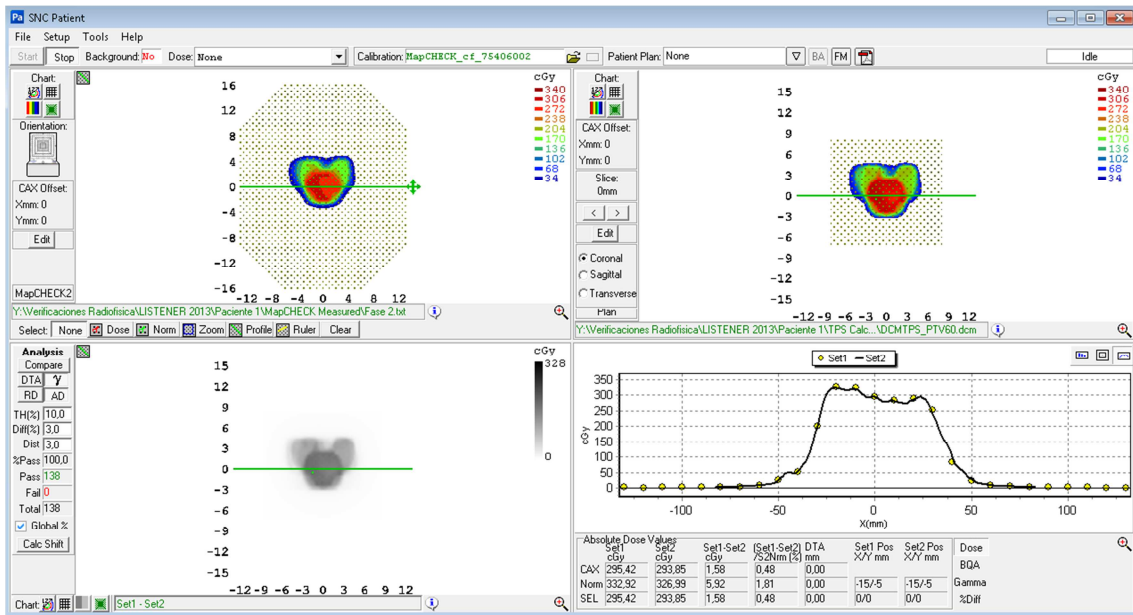 SNC Patient
File Setup Tools Help
Start Stop Background: No Dose: None Calibration: MapCHECK_cf_75406002 Patient Plan: None BA FM Idle
Chart:
Orientation:
CAX Offset:
Xmm: 0
Ymm: 0
Edit
MapCHECK2
16
12
8
4
0
-4
-8
-12
-16
-12 -8 -4 0 4 8 12
cGy
340
306
272
238
204
170
136
102
68
34
Y:\Verificaciones Radiofisica\LISTENER 2013\Paciente 1\MapCHECK Measured\Fase 2.txt
Select: None Dose Norm Zoom Profile Ruler Clear
Chart:
CAX Offset:
Xmm: 0
Ymm: 0
Slice:
0mm
< >
Edit
Coronal
Sagittal
Transverse
Plan
15
12
9
6
3
0
-3
-6
-9
-12
-12 -9 -6 -3 0 3 6 9 12
cGy
340
306
272
238
204
170
136
102
68
34
Y:\Verificaciones Radiofisica\LISTENER 2013\Paciente 1\TPS Calc...\DCMTPS_PTV60.dcm
Analysis
Compare
DTA γ
RD AD
TH(%) 10,0
Diff(%) 3,0
Dist 3,0
%Pass 100,0
Pass 138
Fail 0
Total 138
Global %
Calc Shift
15
12
9
6
3
0
-3
-6
-9
-12
-15
cGy
328
0
Chart: Set1 - Set2
Set1 Set2
cGy
350
300
250
200
150
100
50
0
-100 -50 0 50 100
X(mm)
Absolute Dose Values
Set1 cGy Set2 cGy Set1-Set2 cGy (Set1-Set2)/S2Nrm (%) DTA mm Set1 Pos X/Y mm Set2 Pos X/Y mm
CAX 295,42 293,85 1,58 0,48 0,00
Norm 332,92 326,99 5,92 1,81 0,00 -15/-5 -15/-5
SEL 295,42 293,85 1,58 0,48 0,00 0/0 0/0
Dose
BQA
Gamma
%Diff